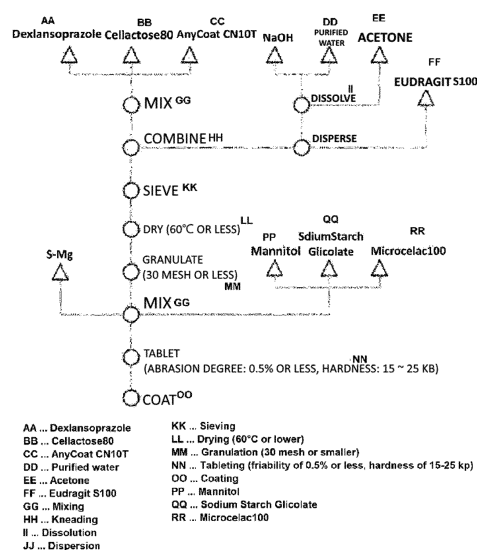 AA
BB
CC
DD
EE
Dexlansoprazole
Cellactose80
AnyCoat CN10T
NaOH
PURIFIED
WATER
ACETONE
FF
EUDRAGIT S100
MIX GG
DISSOLVE II
COMBINE HH
DISPERSE
SIEVE KK
DRY (60°C OR LESS) LL
QQ
RR
PP
SdiumStarch
Glicolate
Mannitol
Microcelac100
S-Mg
GRANULATE
(30 MESH OR LESS)
MM
MIX GG
TABLET
NN
(ABRASION DEGREE: 0.5% OR LESS, HARDNESS: 15 ~ 25 KB)
COAT OO
AA ... Dexlansoprazole
BB ... Cellactose80
CC ... AnyCoat CN10T
DD ... Purified water
EE ... Acetone
FF ... Eudragit S100
GG ... Mixing
HH ... Kneading
II ... Dissolution
JJ ... Dispersion
KK ... Sieving
LL ... Drying (60°C or lower)
MM ... Granulation (30 mesh or smaller)
NN ... Tableting (friability of 0.5% or less, hardness of 15-25 kp)
OO ... Coating
PP ... Mannitol
QQ ... Sodium Starch Glicolate
RR ... Microcelac100